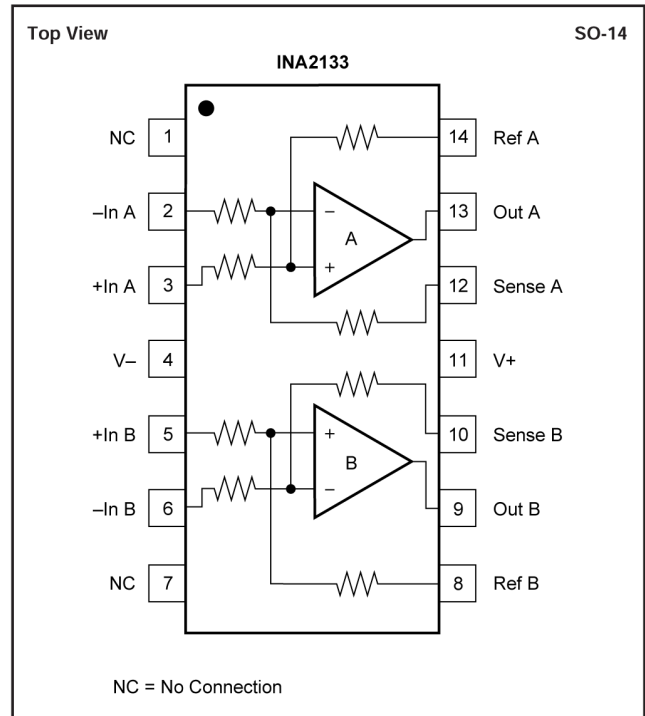 Top View SO-14
INA2133
NC 1 14 Ref A
–In A 2 – 13 Out A
A
+In A 3 + 12 Sense A
V– 4 11 V+
+In B 5 + 10 Sense B
B
–In B 6 – 9 Out B
NC 7 8 Ref B
NC = No Connection